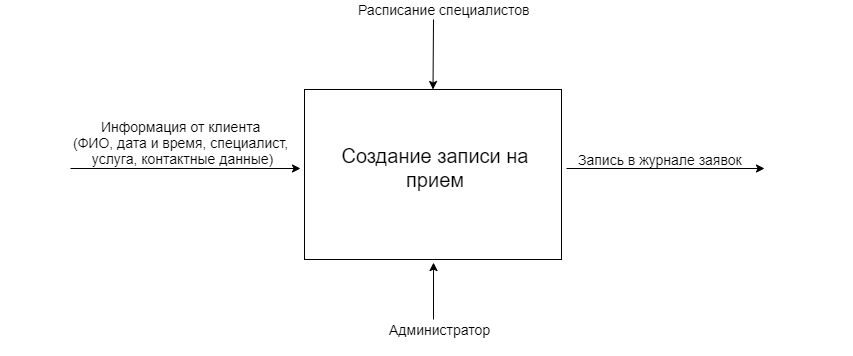 Расписание специалистов
Информация от клиента
(ФИО, дата и время, специалист,
услуга, контактные данные)
Создание записи на
прием
Запись в журнале заявок
Администратор